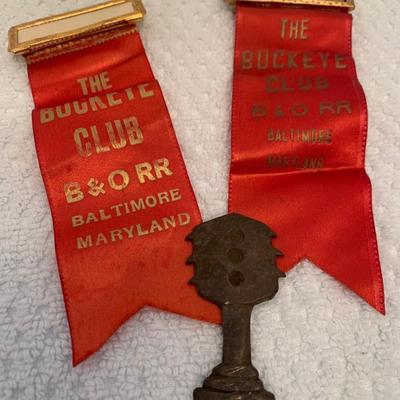 THE
BUCKEYE
CLUB
B & O RR
BALTIMORE
MARYLAND
THE
BUCKEYE
CLUB
B & O RR
BALTIMORE
MARYLAND